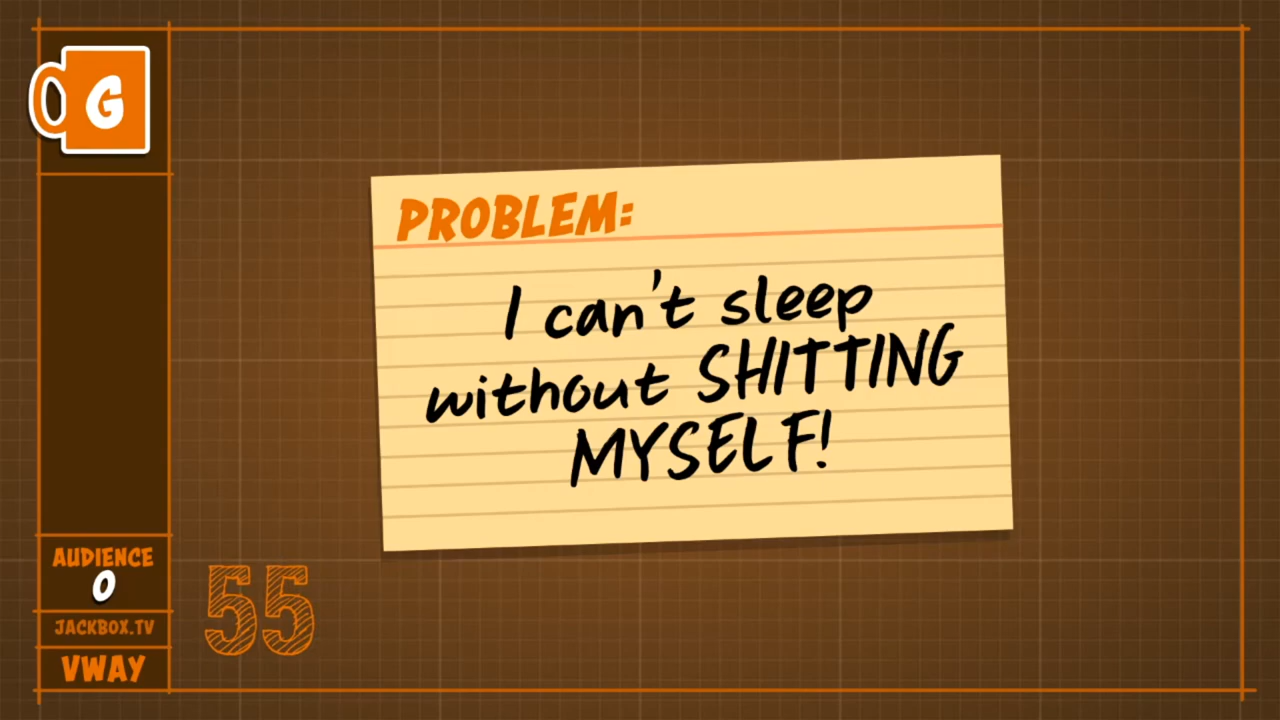 G
PROBLEM:
I can't sleep
without SHITTING
MYSELF!
AUDIENCE
0
JACKBOX.TV
VWAY
55